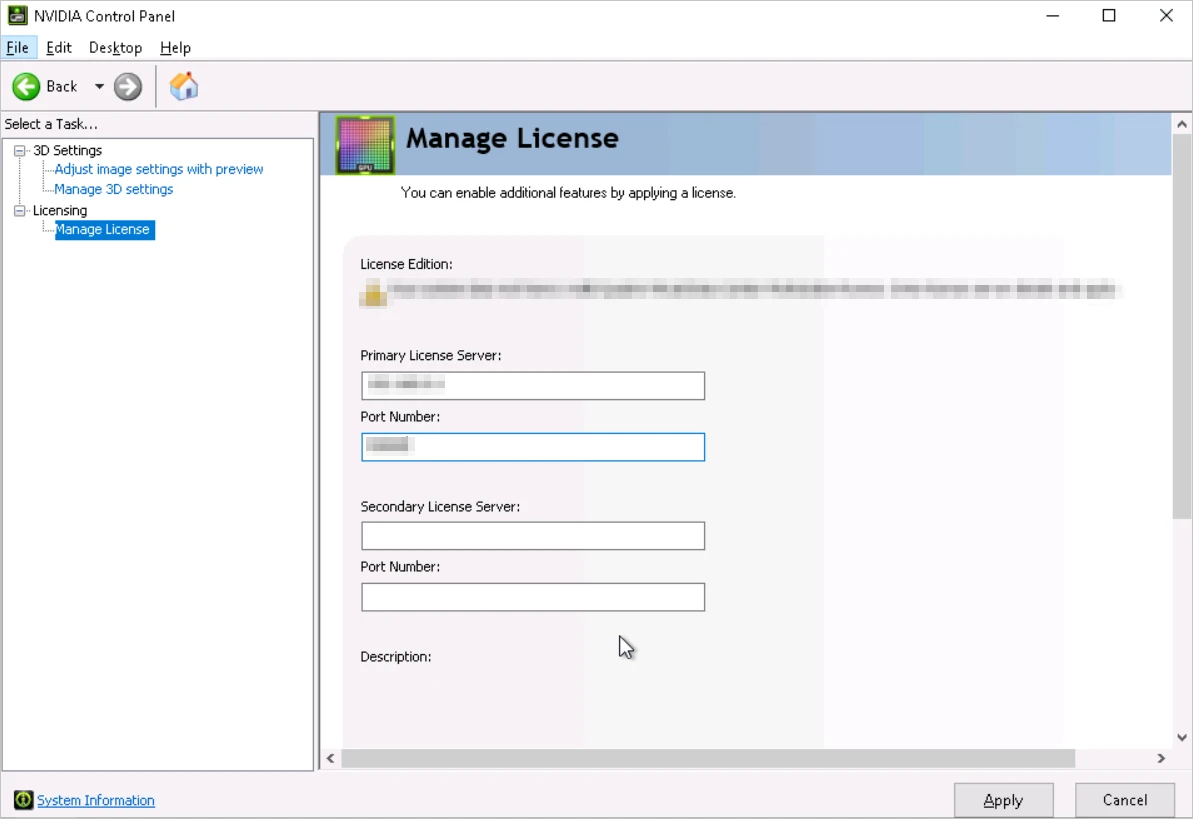 NVIDIA Control Panel
File Edit Desktop Help
Back
Select a Task...
3D Settings
Adjust image settings with preview
Manage 3D settings
Licensing
Manage License
GPU
Manage License
You can enable additional features by applying a license.
License Edition:
Primary License Server:
Port Number:
Secondary License Server:
Port Number:
Description:
System Information
Apply
Cancel